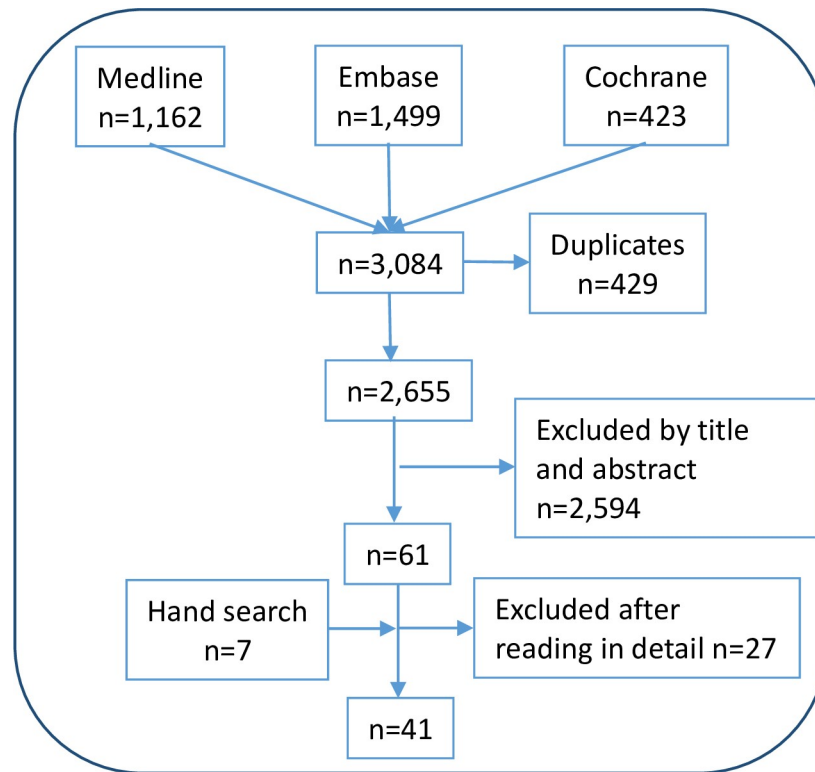 Medline
n=1,162
Embase
n=1,499
Cochrane
n=423
n=3,084
Duplicates
n=429
n=2,655
Excluded by title
and abstract
n=2,594
n=61
Hand search
n=7
Excluded after
reading in detail n=27
n=41